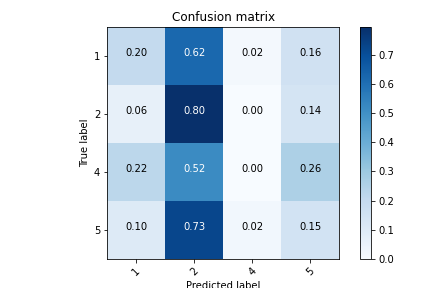 Confusion matrix
True label
1 0.20 0.62 0.02 0.16
2 0.06 0.80 0.00 0.14
4 0.22 0.52 0.00 0.26
5 0.10 0.73 0.02 0.15
1 2 4 5
Predicted label
0.7
0.6
0.5
0.4
0.3
0.2
0.1
0.0